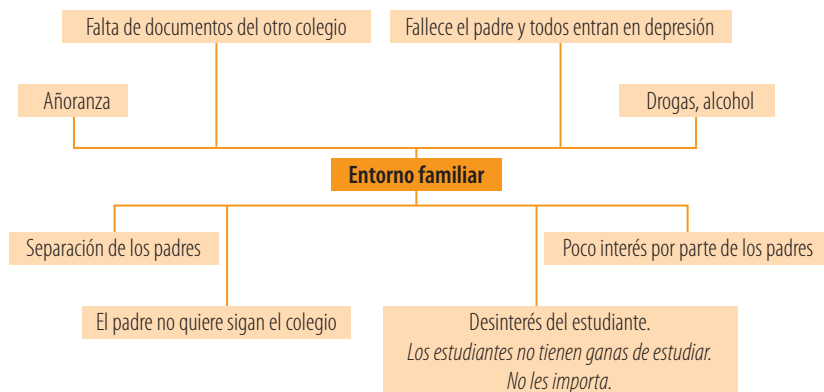 Falta de documentos del otro colegio
Fallece el padre y todos entran en depresión
Añoranza
Drogas, alcohol
Entorno familiar
Separación de los padres
Poco interés por parte de los padres
El padre no quiere sigan el colegio
Desinterés del estudiante.
Los estudiantes no tienen ganas de estudiar.
No les importa.